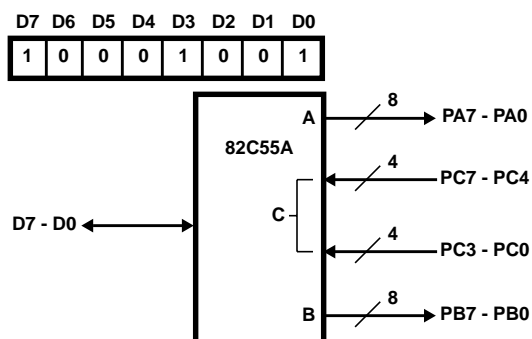 D7 D6 D5 D4 D3 D2 D1 D0
1 0 0 0 1 0 0 1
A 8 PA7 - PA0
82C55A
4 PC7 - PC4
C
D7 - D0
4 PC3 - PC0
B 8 PB7 - PB0